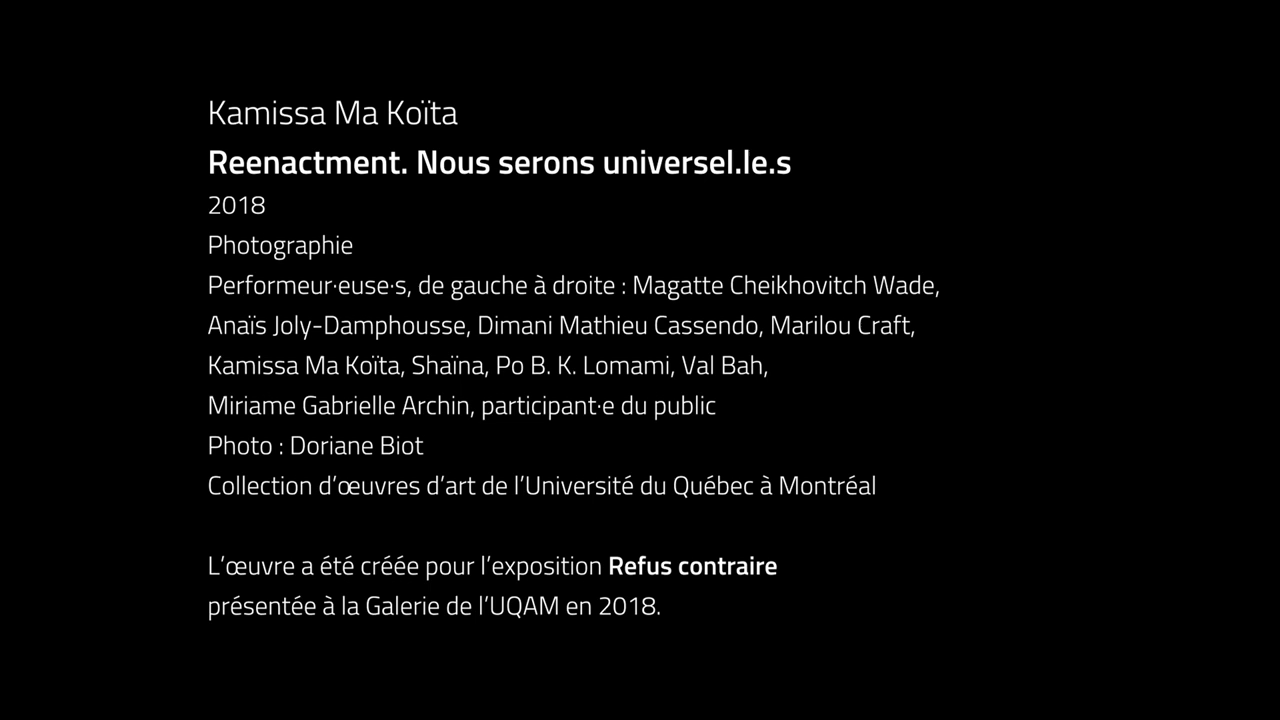 Kamissa Ma Koïta
Reenactment. Nous serons universel.le.s
2018
Photographie
Performeur·euse·s, de gauche à droite : Magatte Cheikhovitch Wade,
Anaïs Joly-Damphousse, Dimani Mathieu Cassendo, Marilou Craft,
Kamissa Ma Koïta, Shaïna, Po B. K. Lomami, Val Bah,
Miriame Gabrielle Archin, participant·e du public
Photo : Doriane Biot
Collection d’œuvres d’art de l’Université du Québec à Montréal
L’œuvre a été créée pour l’exposition Refus contraire
présentée à la Galerie de l’UQAM en 2018.